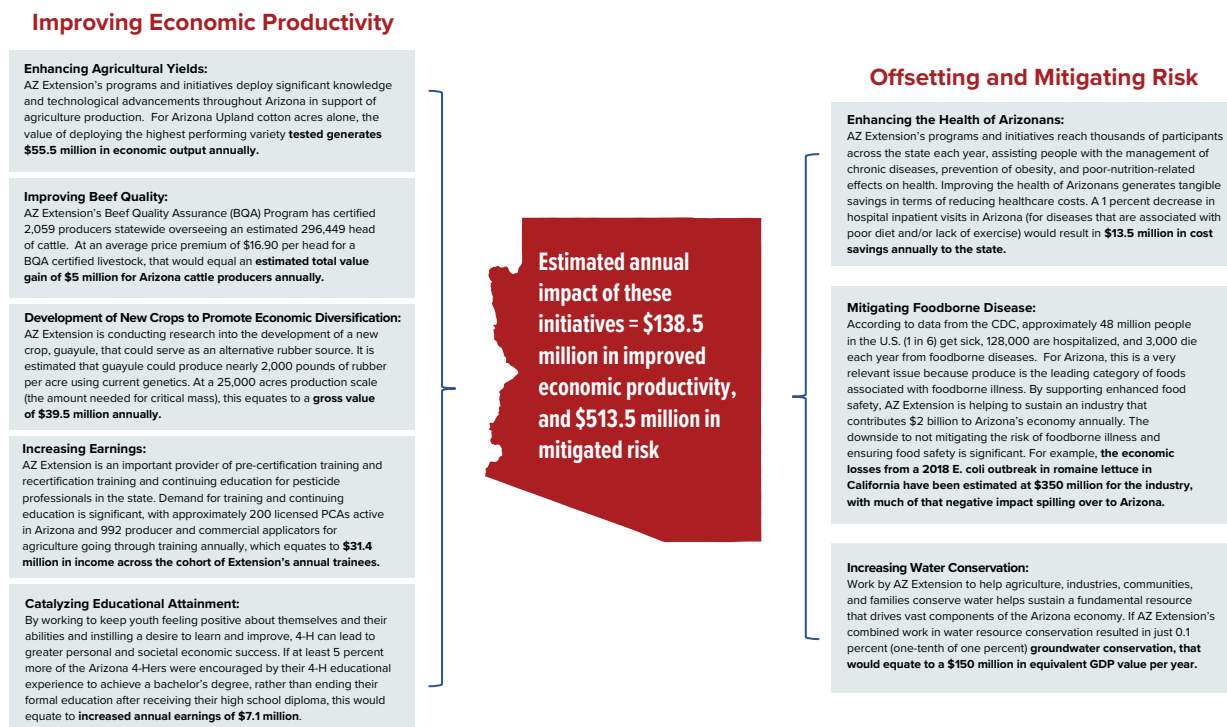 Improving Economic Productivity
Enhancing Agricultural Yields:
AZ Extension's programs and initiatives deploy significant knowledge
and technological advancements throughout Arizona in support of
agriculture production.  For Arizona Upland cotton acres alone, the
value of deploying the highest performing variety tested generates
$55.5 million in economic output annually.
Improving Beef Quality:
AZ Extension's Beef Quality Assurance (BQA) Program has certified
2,059 producers statewide overseeing an estimated 296,449 head
of cattle.  At an average price premium of $16.90 per head for a
BQA certified livestock, that would equal an estimated total value
gain of $5 million for Arizona cattle producers annually.
Development of New Crops to Promote Economic Diversification:
AZ Extension is conducting research into the development of a new
crop, guayule, that could serve as an alternative rubber source. It is
estimated that guayule could produce nearly 2,000 pounds of rubber
per acre using current genetics. At a 25,000 acres production scale
(the amount needed for critical mass), this equates to a gross value
of $39.5 million annually.
Increasing Earnings:
AZ Extension is an important provider of pre-certification training and
recertification training and continuing education for pesticide
professionals in the state. Demand for training and continuing
education is significant, with approximately 200 licensed PCAs active
in Arizona and 992 producer and commercial applicators for
agriculture going through training annually, which equates to $31.4
million in income across the cohort of Extension's annual trainees.
Catalyzing Educational Attainment:
By working to keep youth feeling positive about themselves and their
abilities and instilling a desire to learn and improve, 4-H can lead to
greater personal and societal economic success. If at least 5 percent
more of the Arizona 4-Hers were encouraged by their 4-H educational
experience to achieve a bachelor's degree, rather than ending their
formal education after receiving their high school diploma, this would
equate to increased annual earnings of $7.1 million.
Estimated annual
impact of these
initiatives = $138.5
million in improved
economic productivity,
and $513.5 million in
mitigated risk
Offsetting and Mitigating Risk
Enhancing the Health of Arizonans:
AZ Extension's programs and initiatives reach thousands of participants
across the state each year, assisting people with the management of
chronic diseases, prevention of obesity, and poor-nutrition-related
effects on health. Improving the health of Arizonans generates tangible
savings in terms of reducing healthcare costs. A 1 percent decrease in
hospital inpatient visits in Arizona (for diseases that are associated with
poor diet and/or lack of exercise) would result in $13.5 million in cost
savings annually to the state.
Mitigating Foodborne Disease:
According to data from the CDC, approximately 48 million people
in the U.S. (1 in 6) get sick, 128,000 are hospitalized, and 3,000 die
each year from foodborne diseases.  For Arizona, this is a very
relevant issue because produce is the leading category of foods
associated with foodborne illness. By supporting enhanced food
safety, AZ Extension is helping to sustain an industry that
contributes $2 billion to Arizona's economy annually. The
downside to not mitigating the risk of foodborne illness and
ensuring food safety is significant. For example, the economic
losses from a 2018 E. coli outbreak in romaine lettuce in
California have been estimated at $350 million for the industry,
with much of that negative impact spilling over to Arizona.
Increasing Water Conservation:
Work by AZ Extension to help agriculture, industries, communities,
and families conserve water helps sustain a fundamental resource
that drives vast components of the Arizona economy. If AZ Extension's
combined work in water resource conservation resulted in just 0.1
percent (one-tenth of one percent) groundwater conservation, that
would equate to a $150 million in equivalent GDP value per year.